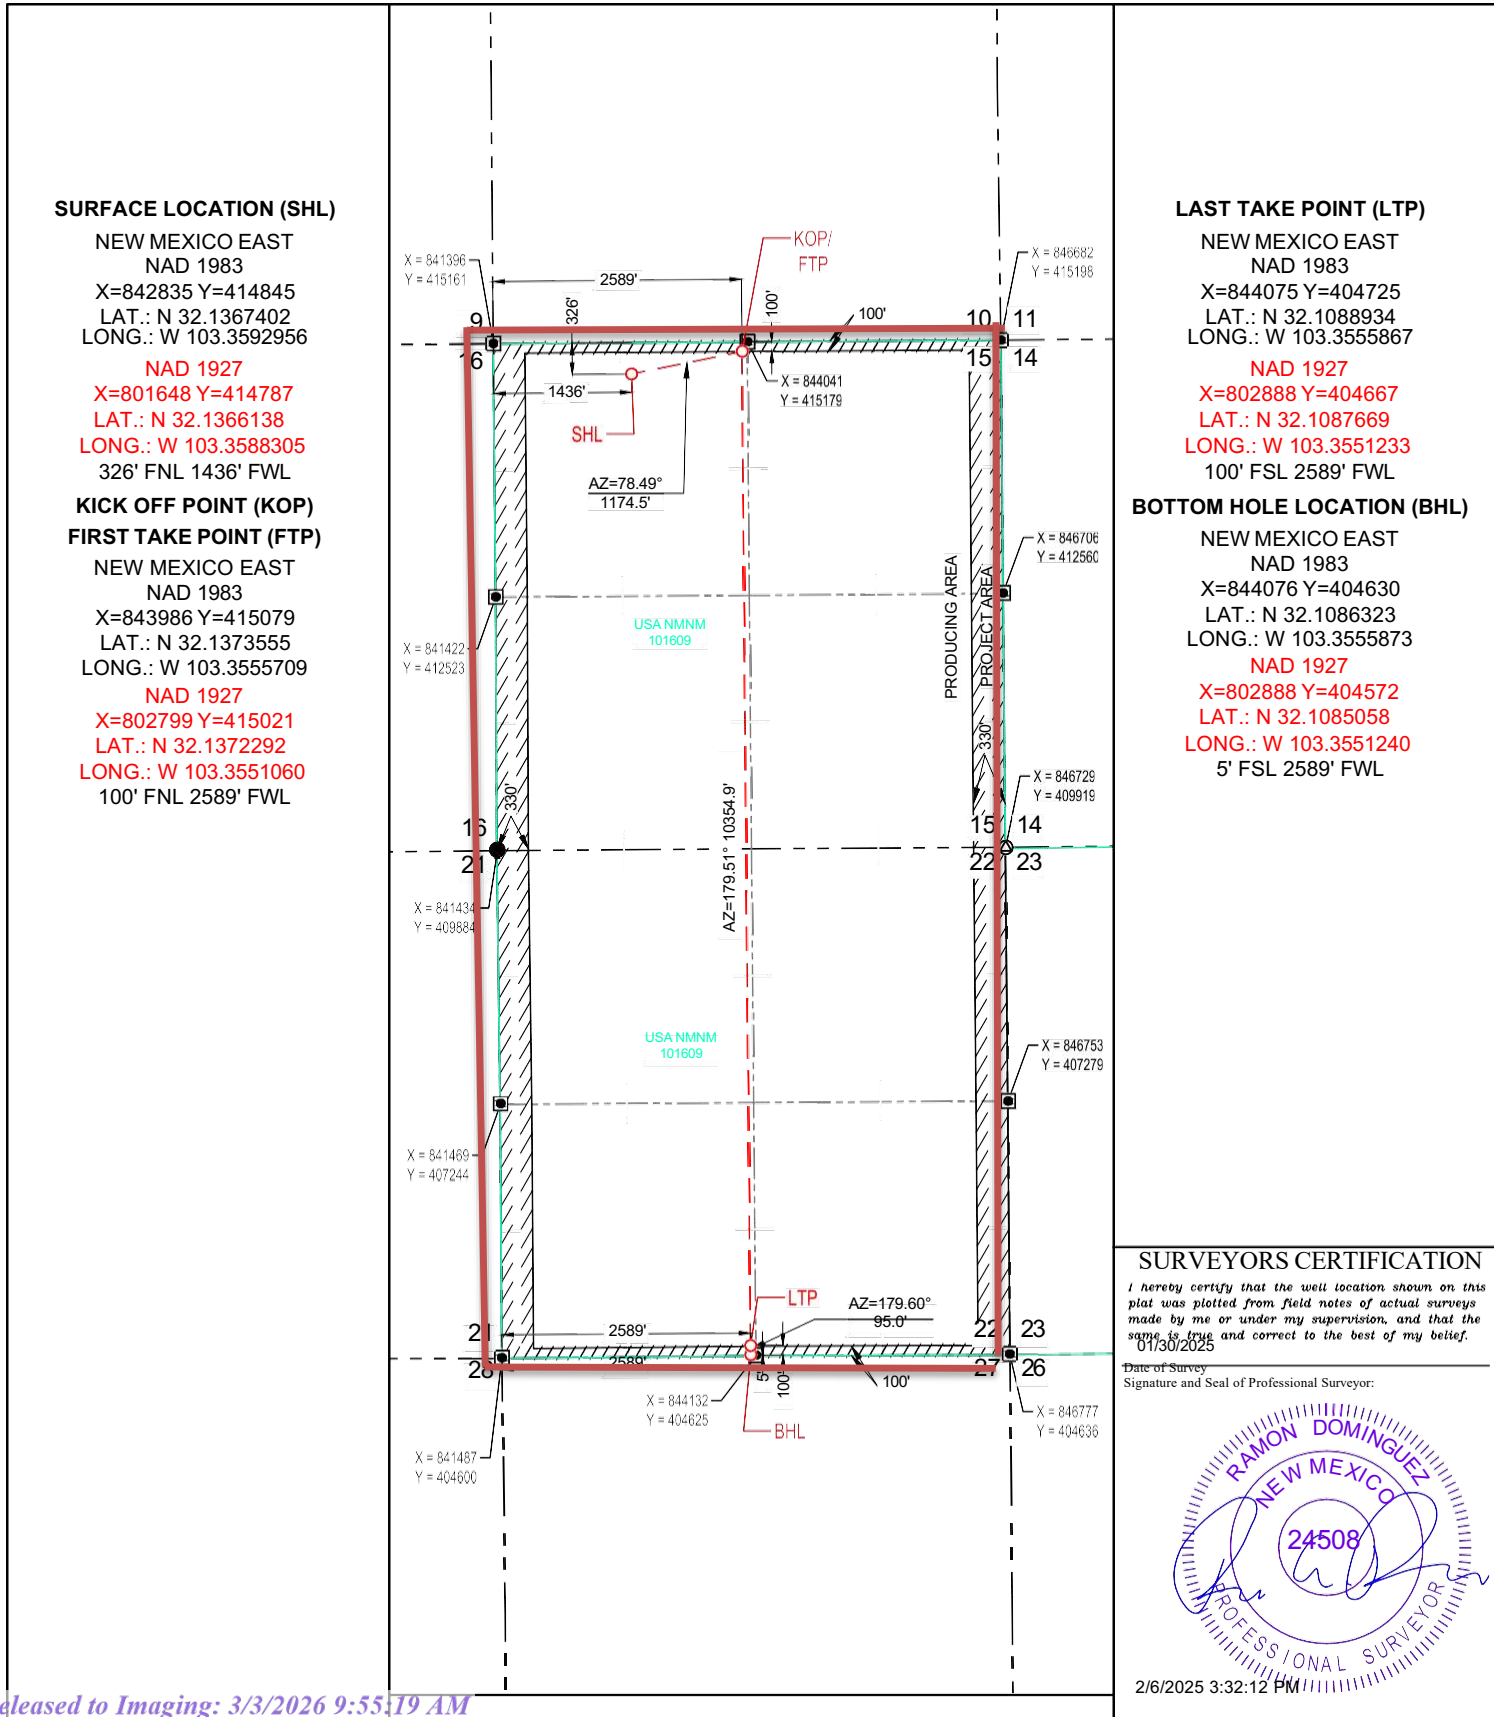 SURFACE LOCATION (SHL)
NEW MEXICO EAST
NAD 1983
X=842835 Y=414845
LAT.: N 32.1367402
LONG.: W 103.3592956
NAD 1927
X=801648 Y=414787
LAT.: N 32.1366138
LONG.: W 103.3588305
326' FNL 1436' FWL
KICK OFF POINT (KOP)
FIRST TAKE POINT (FTP)
NEW MEXICO EAST
NAD 1983
X=843986 Y=415079
LAT.: N 32.1373555
LONG.: W 103.3555709
NAD 1927
X=802799 Y=415021
LAT.: N 32.1372292
LONG.: W 103.3551060
100' FNL 2589' FWL
KOP/
FTP
X = 841396
Y = 415161
2589'
326'
100'
100'
X = 846682
Y = 415198
9
10
11
16
15
14
1436'
X = 844041
Y = 415179
SHL
AZ=78.49°
1174.5'
X = 846706
Y = 412560
PRODUCING AREA
PROJECT AREA
USA NMNM
101609
X = 841422
Y = 412523
330'
330'
X = 846729
Y = 409919
16
15
14
21
22
23
AZ=179.51° 10354.9'
X = 841434
Y = 409884
USA NMNM
101609
X = 846753
Y = 407279
X = 841469
Y = 407244
LTP
AZ=179.60°
95.0'
21
2589'
22
23
28
2589'
27
26
5'
100'
100'
X = 844132
Y = 404625
BHL
X = 846777
Y = 404636
X = 841487
Y = 404600
LAST TAKE POINT (LTP)
NEW MEXICO EAST
NAD 1983
X=844075 Y=404725
LAT.: N 32.1088934
LONG.: W 103.3555867
NAD 1927
X=802888 Y=404667
LAT.: N 32.1087669
LONG.: W 103.3551233
100' FSL 2589' FWL
BOTTOM HOLE LOCATION (BHL)
NEW MEXICO EAST
NAD 1983
X=844076 Y=404630
LAT.: N 32.1086323
LONG.: W 103.3555873
NAD 1927
X=802888 Y=404572
LAT.: N 32.1085058
LONG.: W 103.3551240
5' FSL 2589' FWL
SURVEYORS CERTIFICATION
I hereby certify that the well location shown on this
plat was plotted from field notes of actual surveys
made by me or under my supervision, and that the
same is true and correct to the best of my belief.
01/30/2025
Date of Survey
Signature and Seal of Professional Surveyor:
RAMON DOMINGUEZ
NEW MEXICO
24508
PROFESSIONAL SURVEYOR
2/6/2025 3:32:12 PM
eleased to Imaging: 3/3/2026 9:55:19 AM